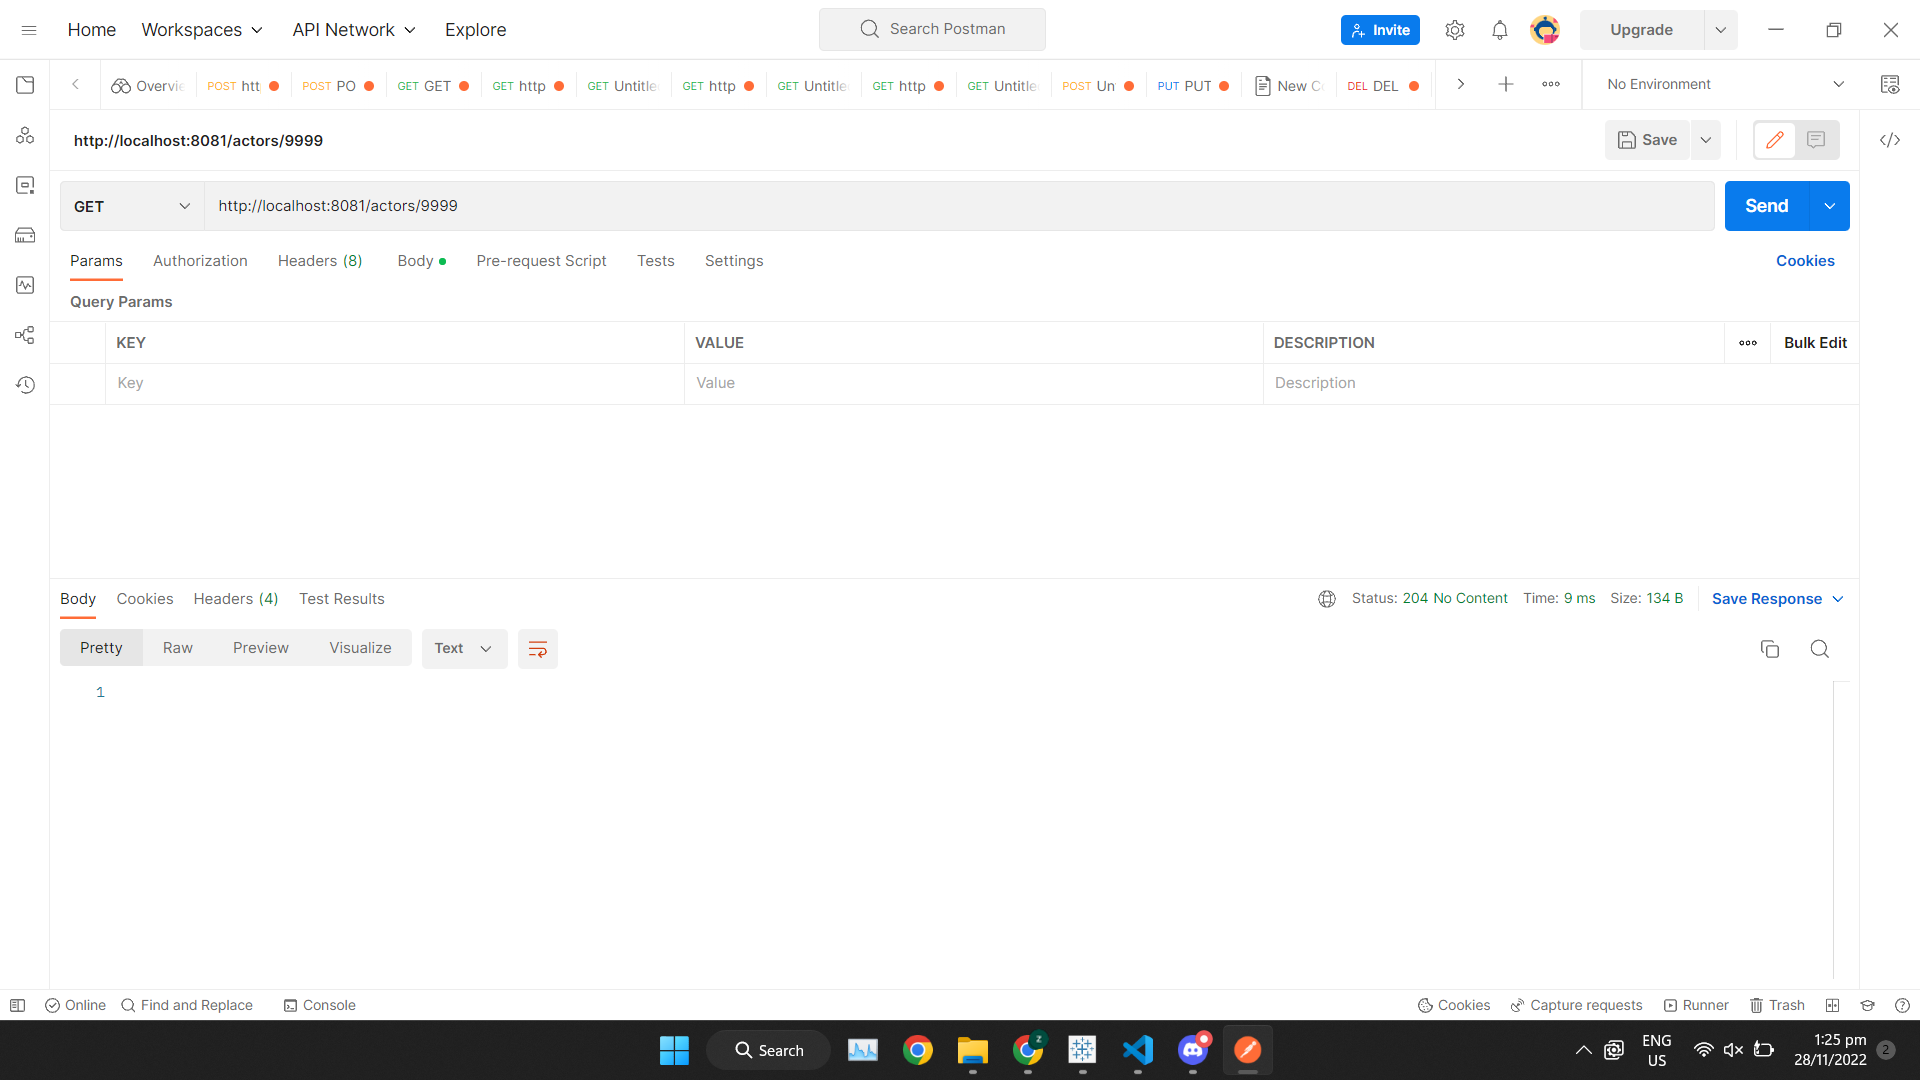 Home Workspaces API Network Explore Search Postman Invite Upgrade
Overvie POST htt POST PO GET GET GET http GET Untitle GET http GET Untitle GET http GET Untitle POST Un PUT PUT New Co DEL DEL No Environment
http://localhost:8081/actors/9999 Save
GET http://localhost:8081/actors/9999 Send
Params Authorization Headers (8) Body Pre-request Script Tests Settings Cookies
Query Params
KEY VALUE DESCRIPTION Bulk Edit
Key Value Description
Body Cookies Headers (4) Test Results Status: 204 No Content Time: 9 ms Size: 134 B Save Response
Pretty Raw Preview Visualize Text
1
Online Find and Replace Console Cookies Capture requests Runner Trash
Search ENG 1:25 pm
US 28/11/2022 2